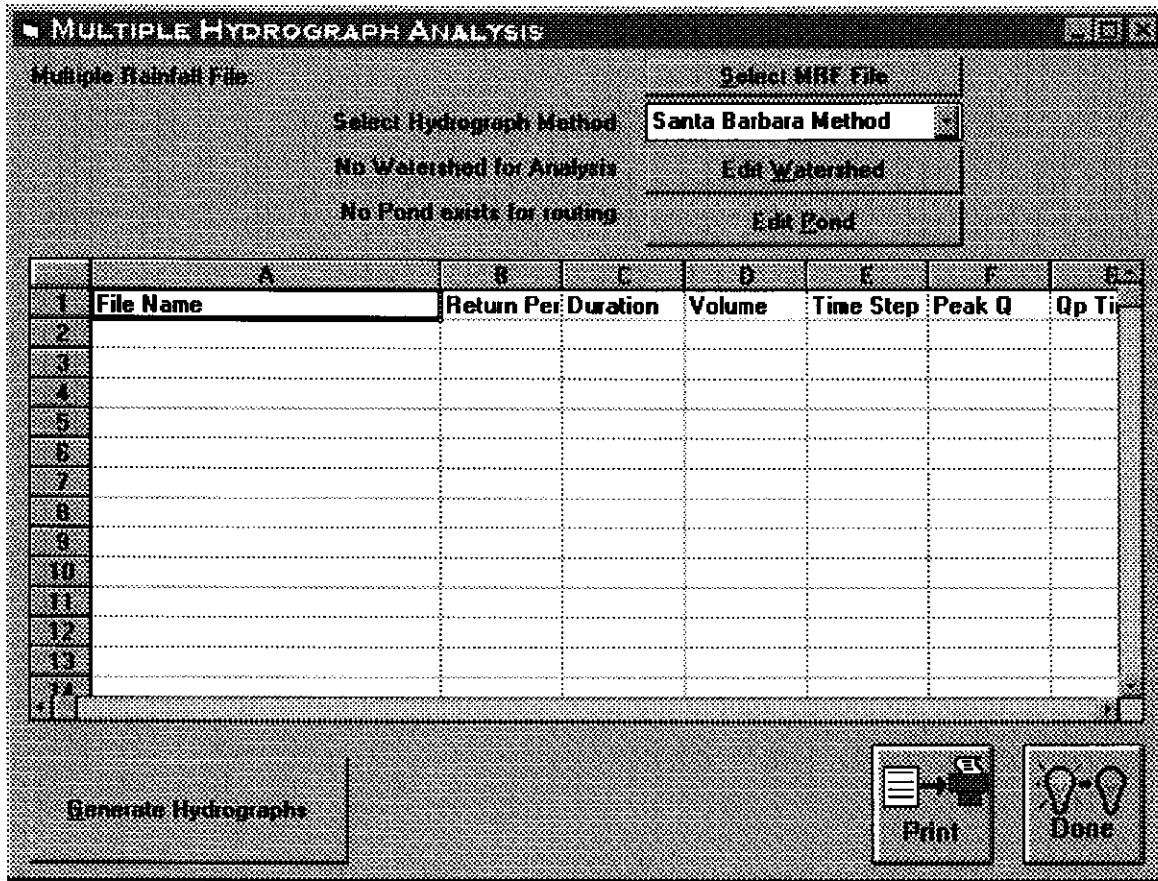 MULTIPLE HYDROGRAPH ANALYSIS
Multiple Rainfall File:
Select MRF File
Select Hydrograph Method
Santa Barbara Method
No Watershed for Analysis
Edit Watershed
No Pond exists for routing
Edit Pond
A B C D E F G
1 File Name Return Per Duration Volume Time Step Peak Q Qp Ti
2
3
4
5
6
7
8
9
10
11
12
13
14
Generate Hydrographs
Print
Done